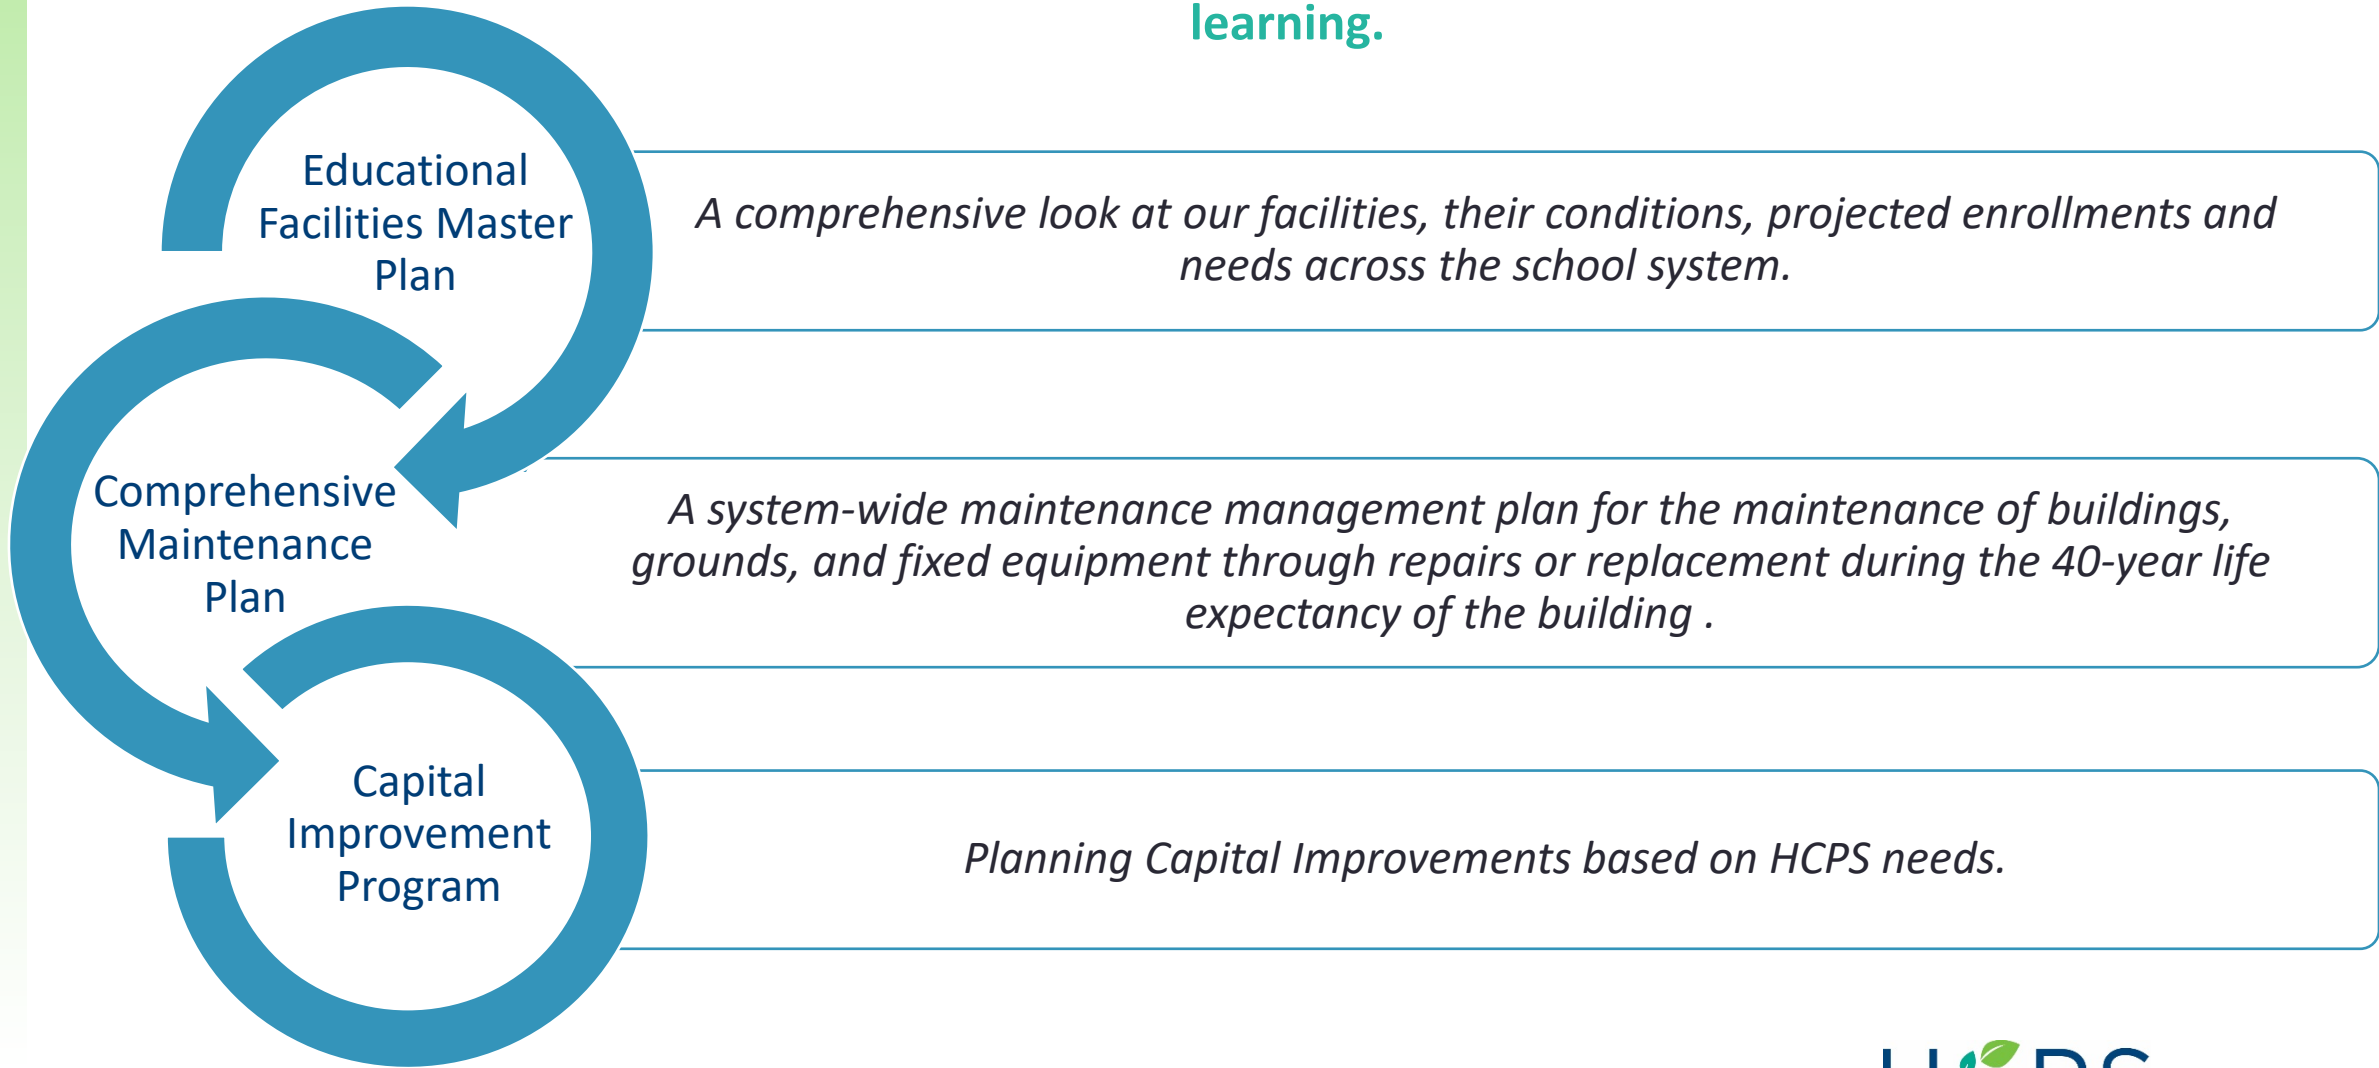 learning.
Educational
Facilities Master
Plan
A comprehensive look at our facilities, their conditions, projected enrollments and
needs across the school system.
Comprehensive
Maintenance
Plan
A system-wide maintenance management plan for the maintenance of buildings,
grounds, and fixed equipment through repairs or replacement during the 40-year life
expectancy of the building .
Capital
Improvement
Program
Planning Capital Improvements based on HCPS needs.